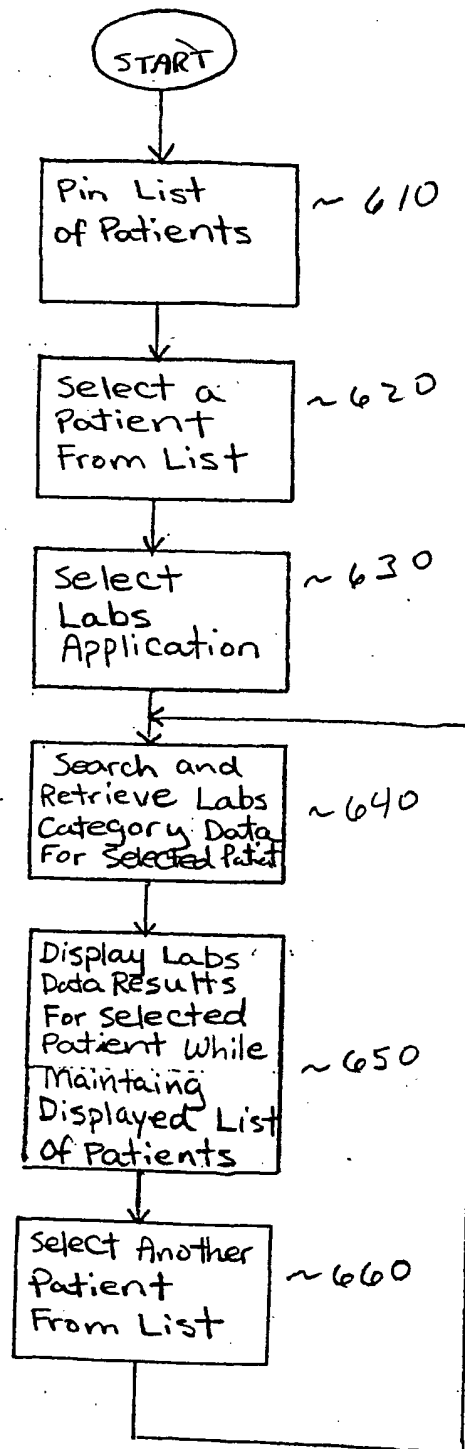 START
Pin List
of Patients
~ 610
Select a
Patient
From List
~ 620
Select
Labs
Application
~ 630
Search and
Retrieve Labs
Category Data
For Selected Patient
~ 640
Display Labs
Data Results
For Selected
Patient While
Maintaing
Displayed List
Of Patients
~ 650
Select Another
Patient
From List
~ 660